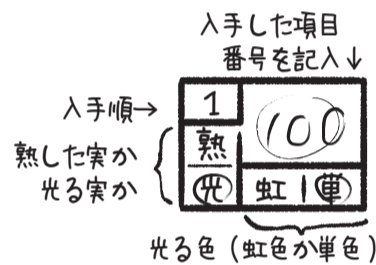 入手した項目
番号を記入↓
入手順→
1
100
熟した実か
光る実か
熟
光
虹|単
光る色(虹色か単色)